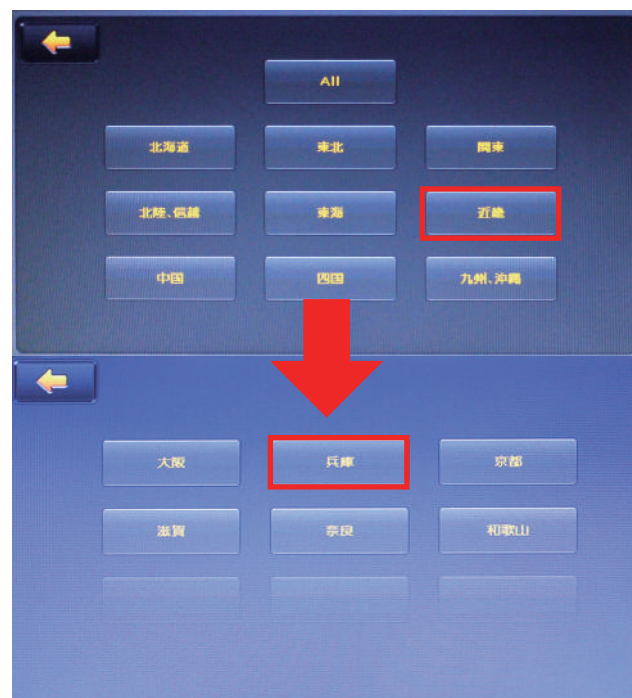 All
北海道 東北 関東
北陸、信越 東海 近畿
中国 四国 九州、沖縄
大阪 兵庫 京都
滋賀 奈良 和歌山